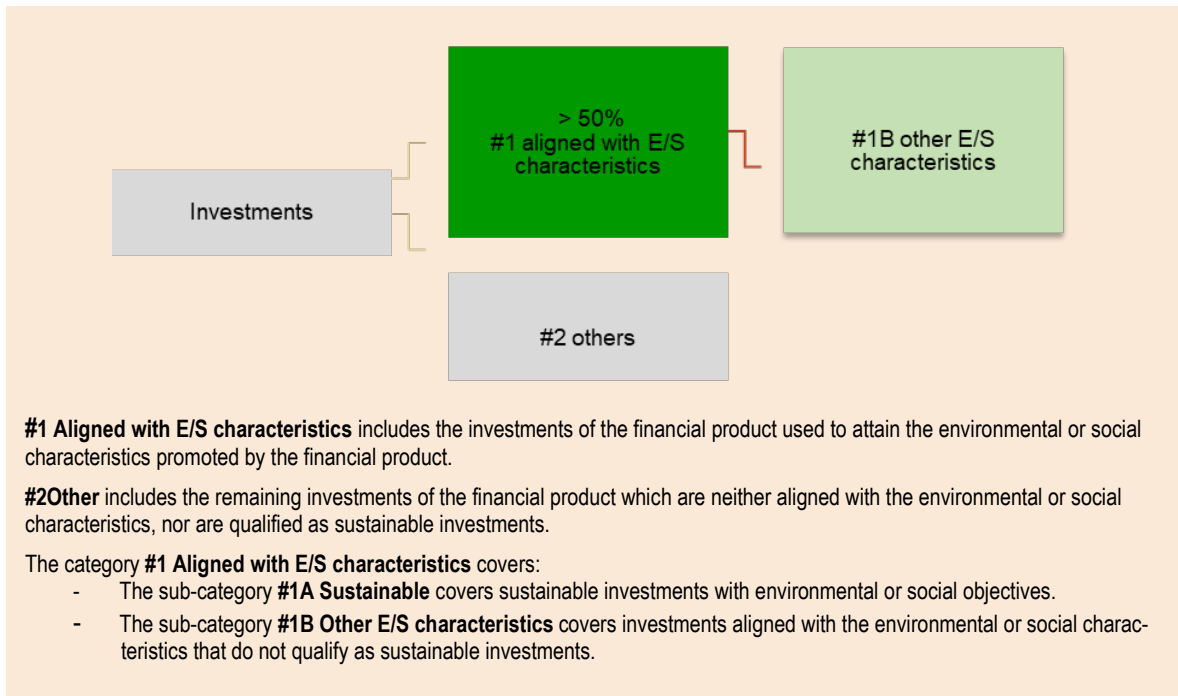 > 50%
#1 aligned with E/S
characteristics
#1B other E/S
characteristics
Investments
#2 others
#1 Aligned with E/S characteristics includes the investments of the financial product used to attain the environmental or social
characteristics promoted by the financial product.
#2Other includes the remaining investments of the financial product which are neither aligned with the environmental or social
characteristics, nor are qualified as sustainable investments.
The category #1 Aligned with E/S characteristics covers:
- The sub-category #1A Sustainable covers sustainable investments with environmental or social objectives.
- The sub-category #1B Other E/S characteristics covers investments aligned with the environmental or social charac-
teristics that do not qualify as sustainable investments.